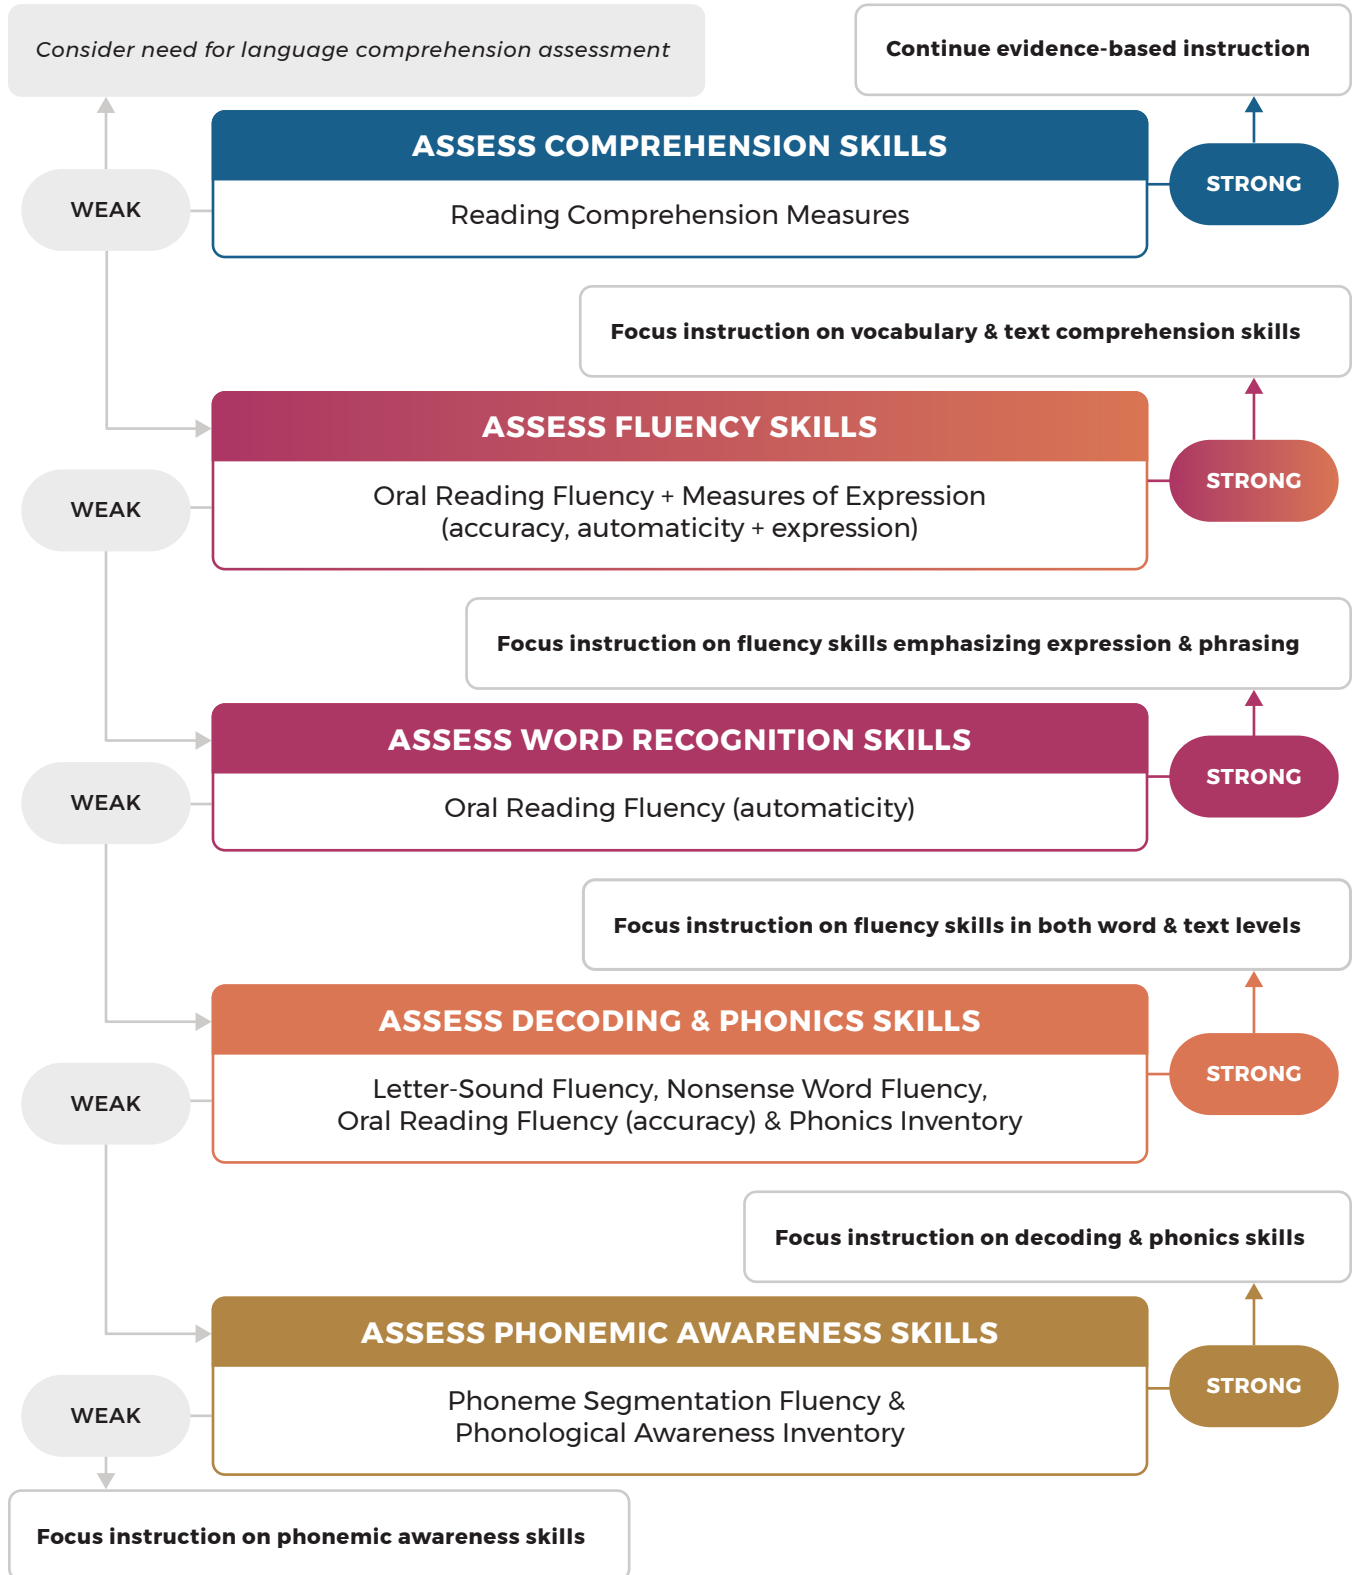 Consider need for language comprehension assessment
Continue evidence-based instruction
ASSESS COMPREHENSION SKILLS
WEAK
Reading Comprehension Measures
STRONG
Focus instruction on vocabulary & text comprehension skills
ASSESS FLUENCY SKILLS
WEAK
Oral Reading Fluency + Measures of Expression
(accuracy, automaticity + expression)
STRONG
Focus instruction on fluency skills emphasizing expression & phrasing
ASSESS WORD RECOGNITION SKILLS
WEAK
Oral Reading Fluency (automaticity)
STRONG
Focus instruction on fluency skills in both word & text levels
ASSESS DECODING & PHONICS SKILLS
WEAK
Letter-Sound Fluency, Nonsense Word Fluency,
Oral Reading Fluency (accuracy) & Phonics Inventory
STRONG
Focus instruction on decoding & phonics skills
ASSESS PHONEMIC AWARENESS SKILLS
WEAK
Phoneme Segmentation Fluency &
Phonological Awareness Inventory
STRONG
Focus instruction on phonemic awareness skills